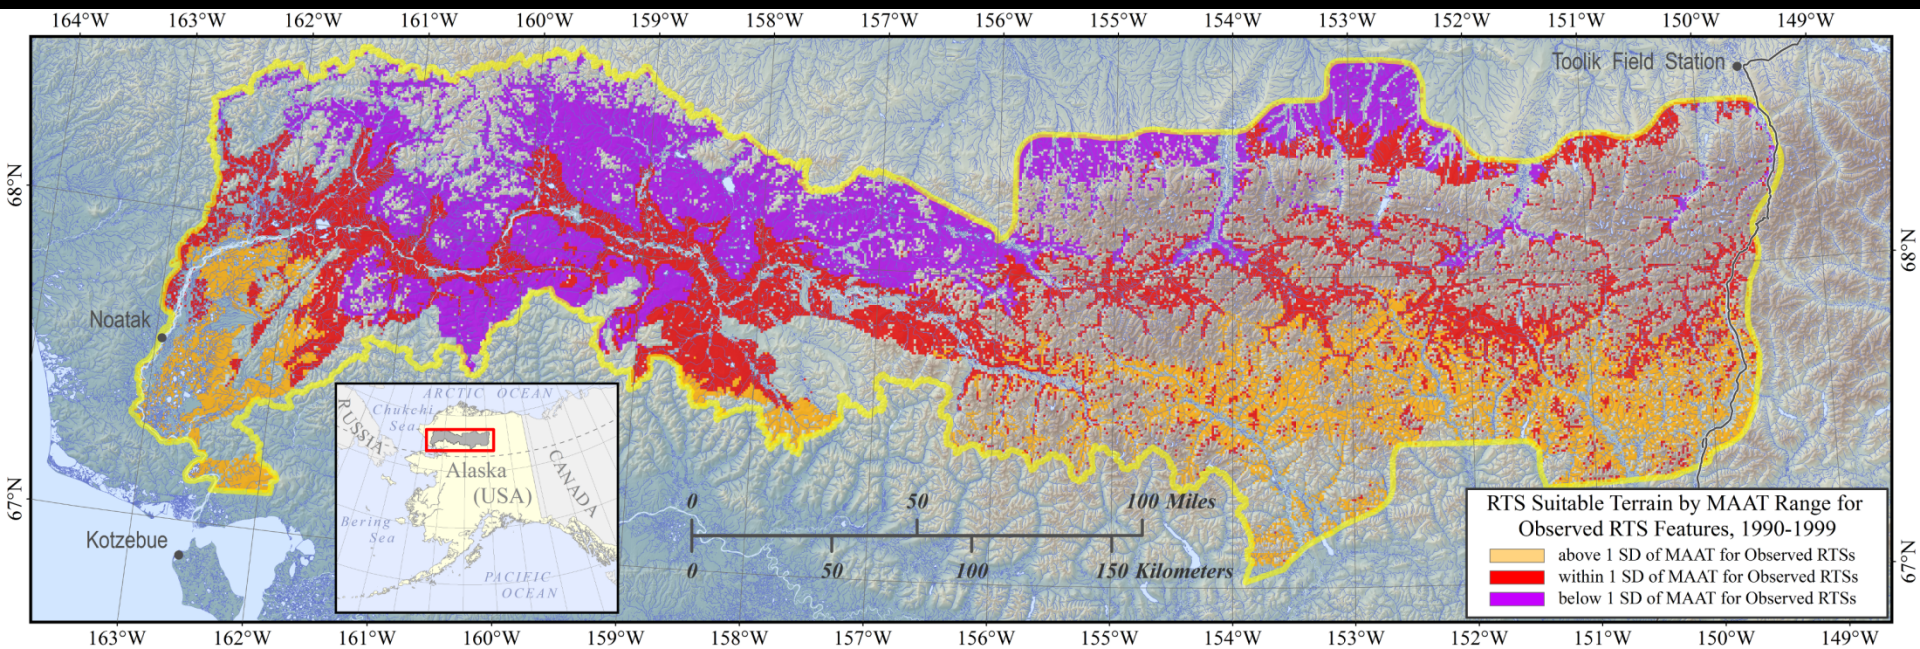 164°W 163°W 162°W 161°W 160°W 159°W 158°W 157°W 156°W 155°W 154°W 153°W 152°W 151°W 150°W 149°W
Toolik Field Station
68°N
68°N
Noatak
67°N
Kotzebue
ARCTIC OCEAN
Chukchi
Sea
RUSSIA
Alaska
(USA)
CANADA
Bering
Sea
PACIFIC
OCEAN
0 50 100 Miles
0 50 100 150 Kilometers
RTS Suitable Terrain by MAAT Range for
Observed RTS Features, 1990-1999
above 1 SD of MAAT for Observed RTSs
within 1 SD of MAAT for Observed RTSs
below 1 SD of MAAT for Observed RTSs
67°N
163°W 162°W 161°W 160°W 159°W 158°W 157°W 156°W 155°W 154°W 153°W 152°W 151°W 150°W 149°W